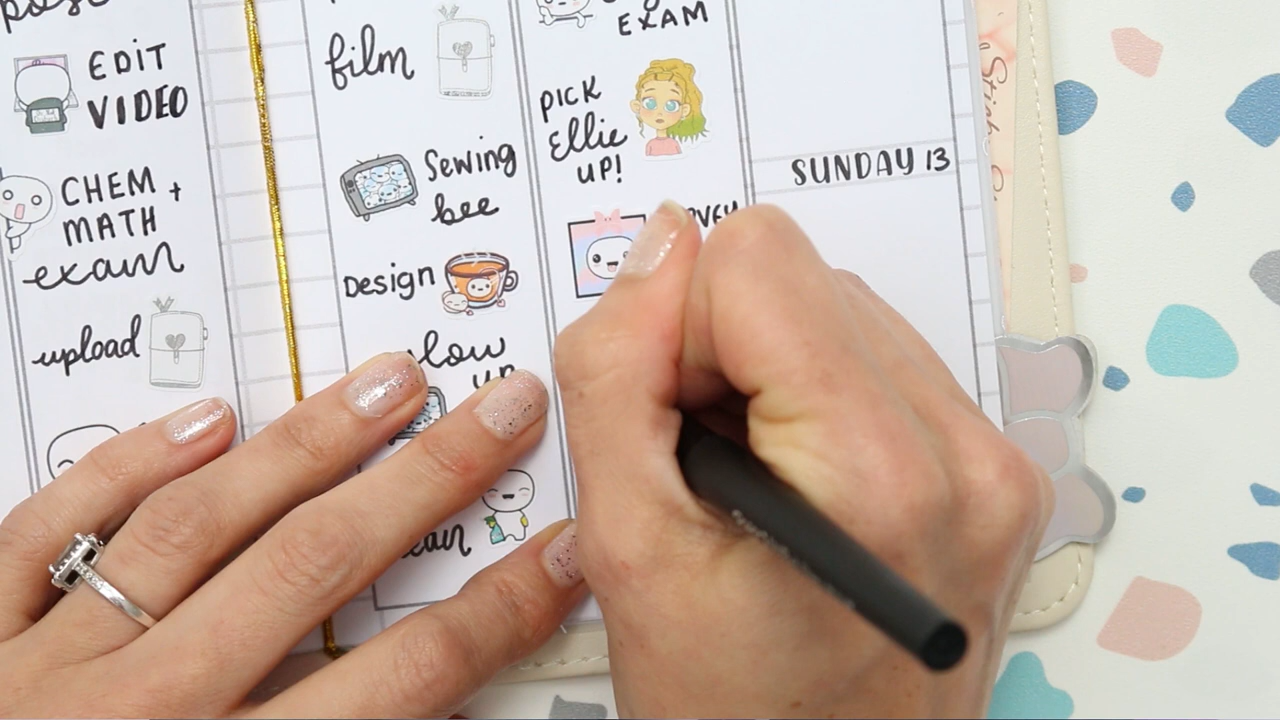 EDIT
VIDEO
CHEM +
MATH
exam
upload
film
Sewing
bee
Design
EXAM
PICK
Ellie
UP!
SUNDAY 13